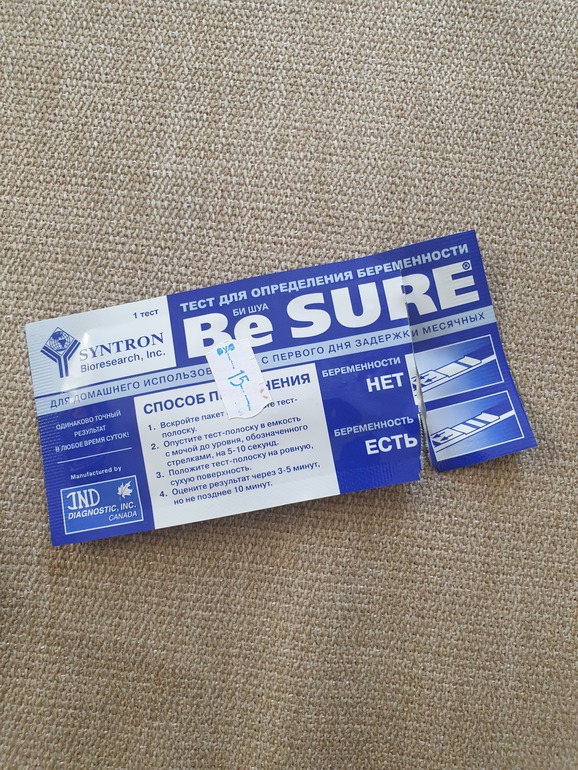 1 тест
SYNTRON
Bioresearch, Inc.
ТЕСТ ДЛЯ ОПРЕДЕЛЕНИЯ БЕРЕМЕННОСТИ
БИ ШУА
Be SURE®
ДЛЯ ДОМАШНЕГО С ПЕРВОГО ДНЯ ЗАДЕРЖКИ МЕСЯЧНЫХ
15
ОДИНАКОВО ТОЧНЫЙ
РЕЗУЛЬТАТ
В ЛЮБОЕ ВРЕМЯ СУТОК!
Manufactured by
JND
DIAGNOSTIC, INC.
CANADA
СПОСОБ
1. Вскройте пакет тест-
полоску.
2. Опустите тест-полоску в емкость
с мочой до уровня, обозначенного
стрелками, на 5-10 секунд.
3. Положите тест-полоску на ровную,
сухую поверхность.
4. Оцените результат через 3-5 минут,
но не позднее 10 минут.
БЕРЕМЕННОСТИ
НЕТ
БЕРЕМЕННОСТЬ
ЕСТЬ